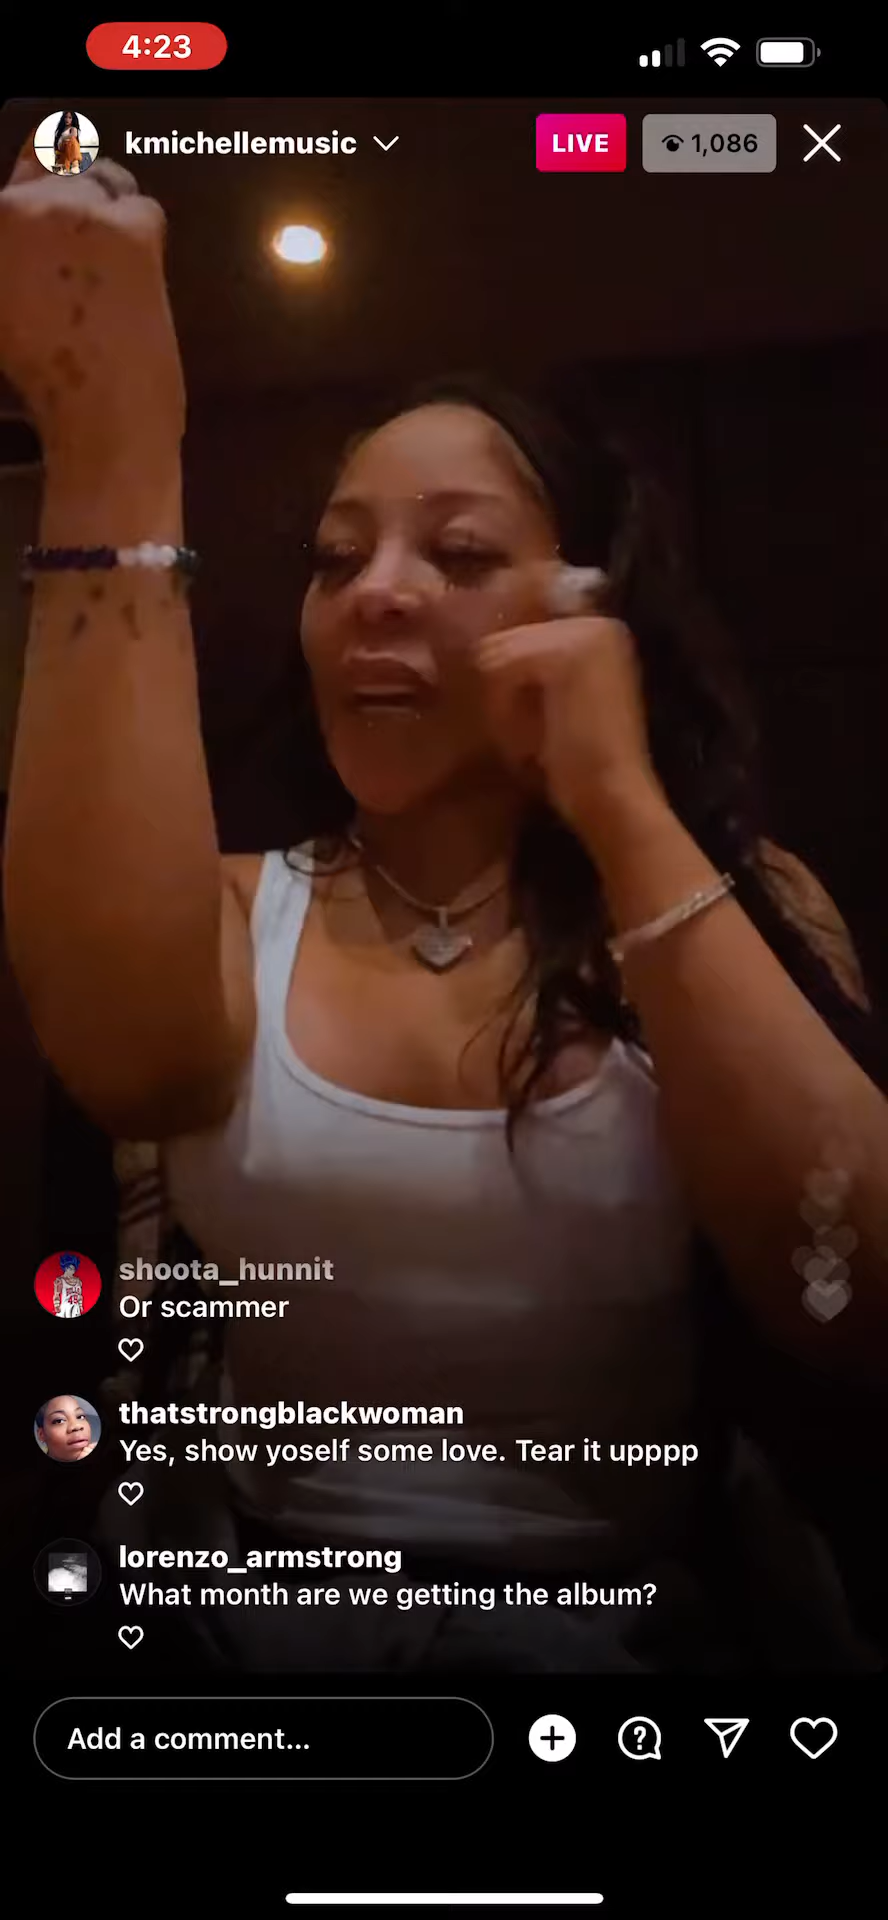 4:23
kmichellemusic
LIVE
1,086
shoota_hunnit
Or scammer
thatstrongblackwoman
Yes, show yoself some love. Tear it upppp
lorenzo_armstrong
What month are we getting the album?
Add a comment...